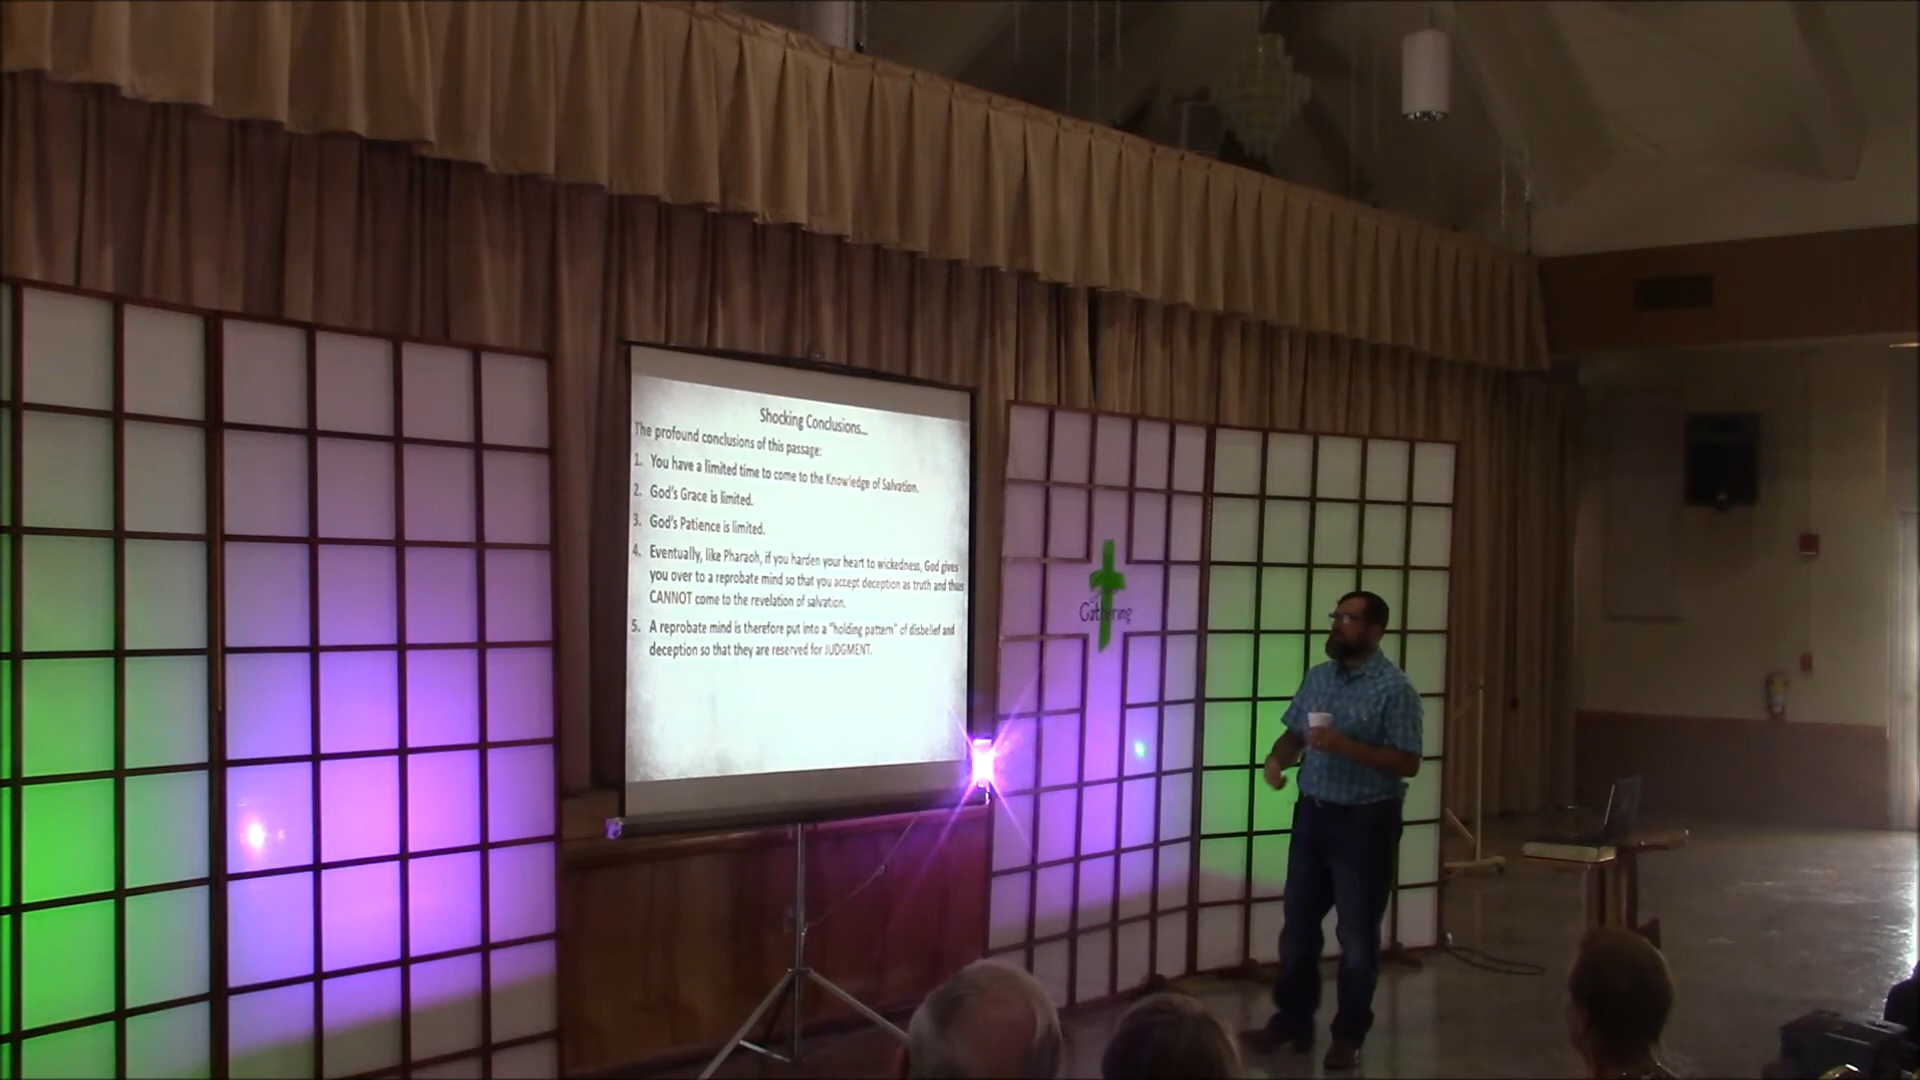 Shocking Conclusions...
The profound conclusions of this passage:
1. You have a limited time to come to the Knowledge of Salvation.
2. God's Grace is limited.
3. God's Patience is limited.
4. Eventually, like Pharaoh, if you harden your heart to wickedness, God gives
you over to a reprobate mind so that you accept deception as truth and thus
CANNOT come to the revelation of salvation.
5. A reprobate mind is therefore put into a "holding pattern" of disbelief and
deception so that they are reserved for JUDGMENT.
Gathering